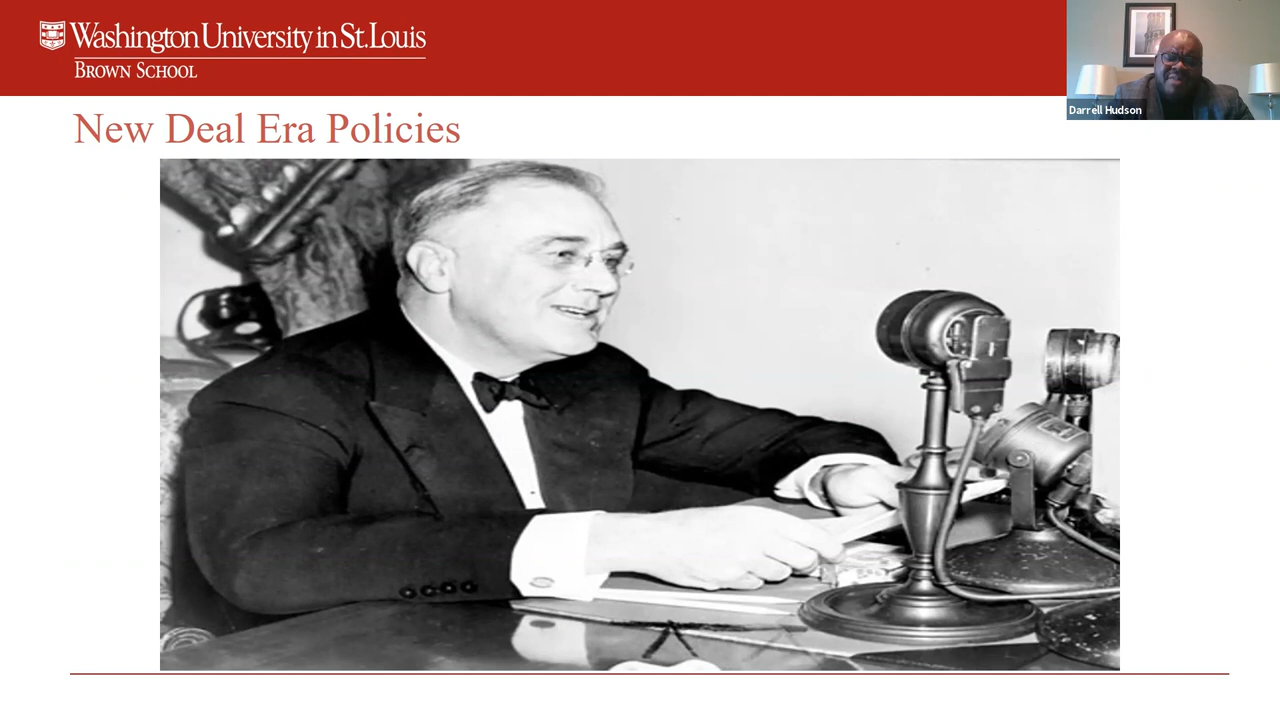 Washington University in St. Louis
BROWN SCHOOL
Darrell Hudson
New Deal Era Policies